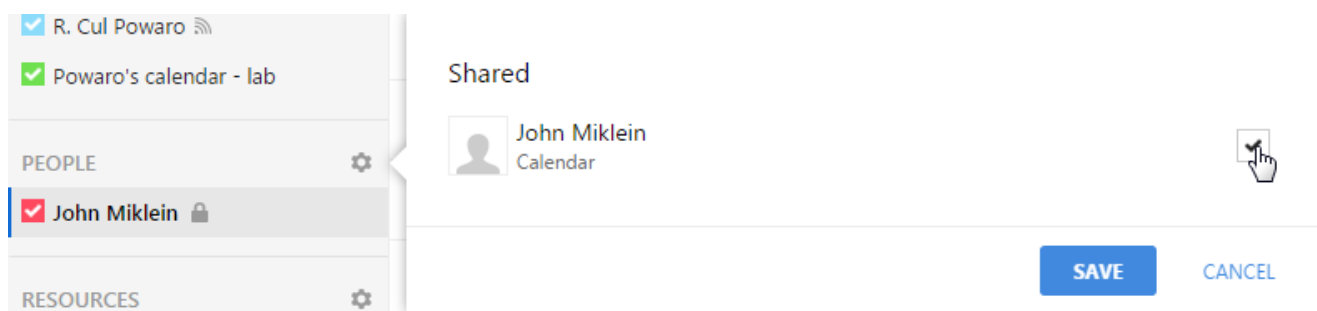 R. Cul Powaro
Powaro's calendar - lab
PEOPLE
John Miklein
RESOURCES
Shared
John Miklein
Calendar
SAVE
CANCEL